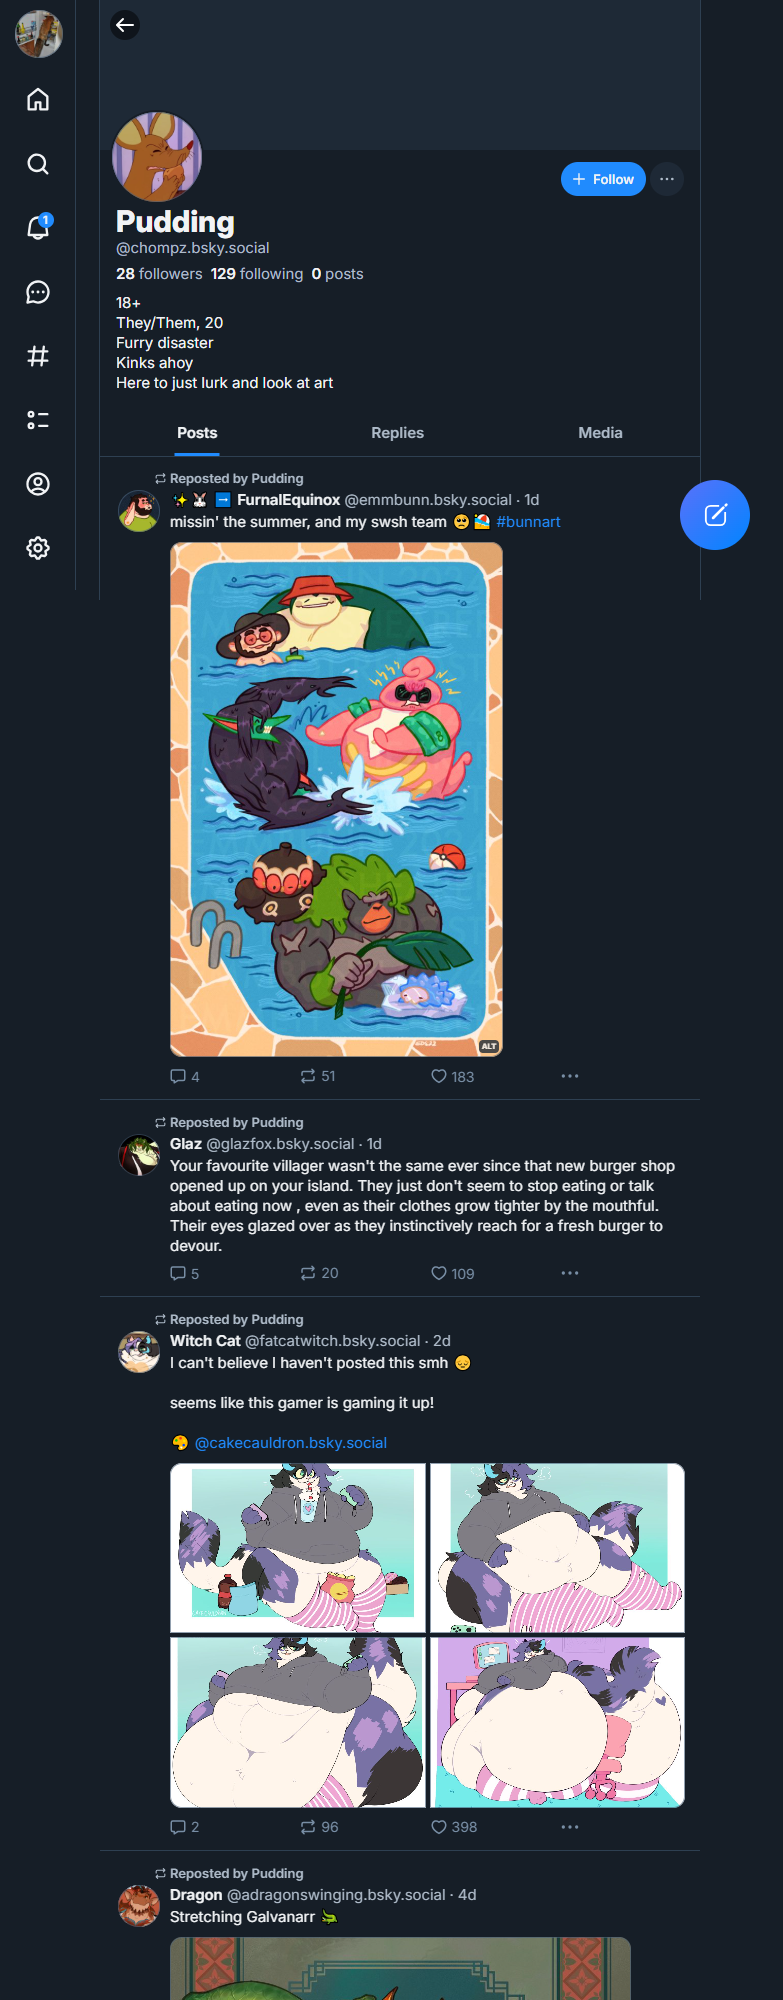 1
Follow
Pudding
@chompz.bsky.social
28 followers 129 following 0 posts
18+
They/Them, 20
Furry disaster
Kinks ahoy
Here to just lurk and look at art
Posts Replies Media
Reposted by Pudding
✨🐰➡️ FurnalEquinox @emmbunn.bsky.social · 1d
missin' the summer, and my swsh team 🥺🏖️ #bunnart
ALT
4 51 183
Reposted by Pudding
Glaz @glazfox.bsky.social · 1d
Your favourite villager wasn't the same ever since that new burger shop
opened up on your island. They just don't seem to stop eating or talk
about eating now , even as their clothes grow tighter by the mouthful.
Their eyes glazed over as they instinctively reach for a fresh burger to
devour.
5 20 109
Reposted by Pudding
Witch Cat @fatcatwitch.bsky.social · 2d
I can't believe I haven't posted this smh 😞
seems like this gamer is gaming it up!
🎨 @cakecauldron.bsky.social
2 96 398
Reposted by Pudding
Dragon @adragonswinging.bsky.social · 4d
Stretching Galvanarr 🐊